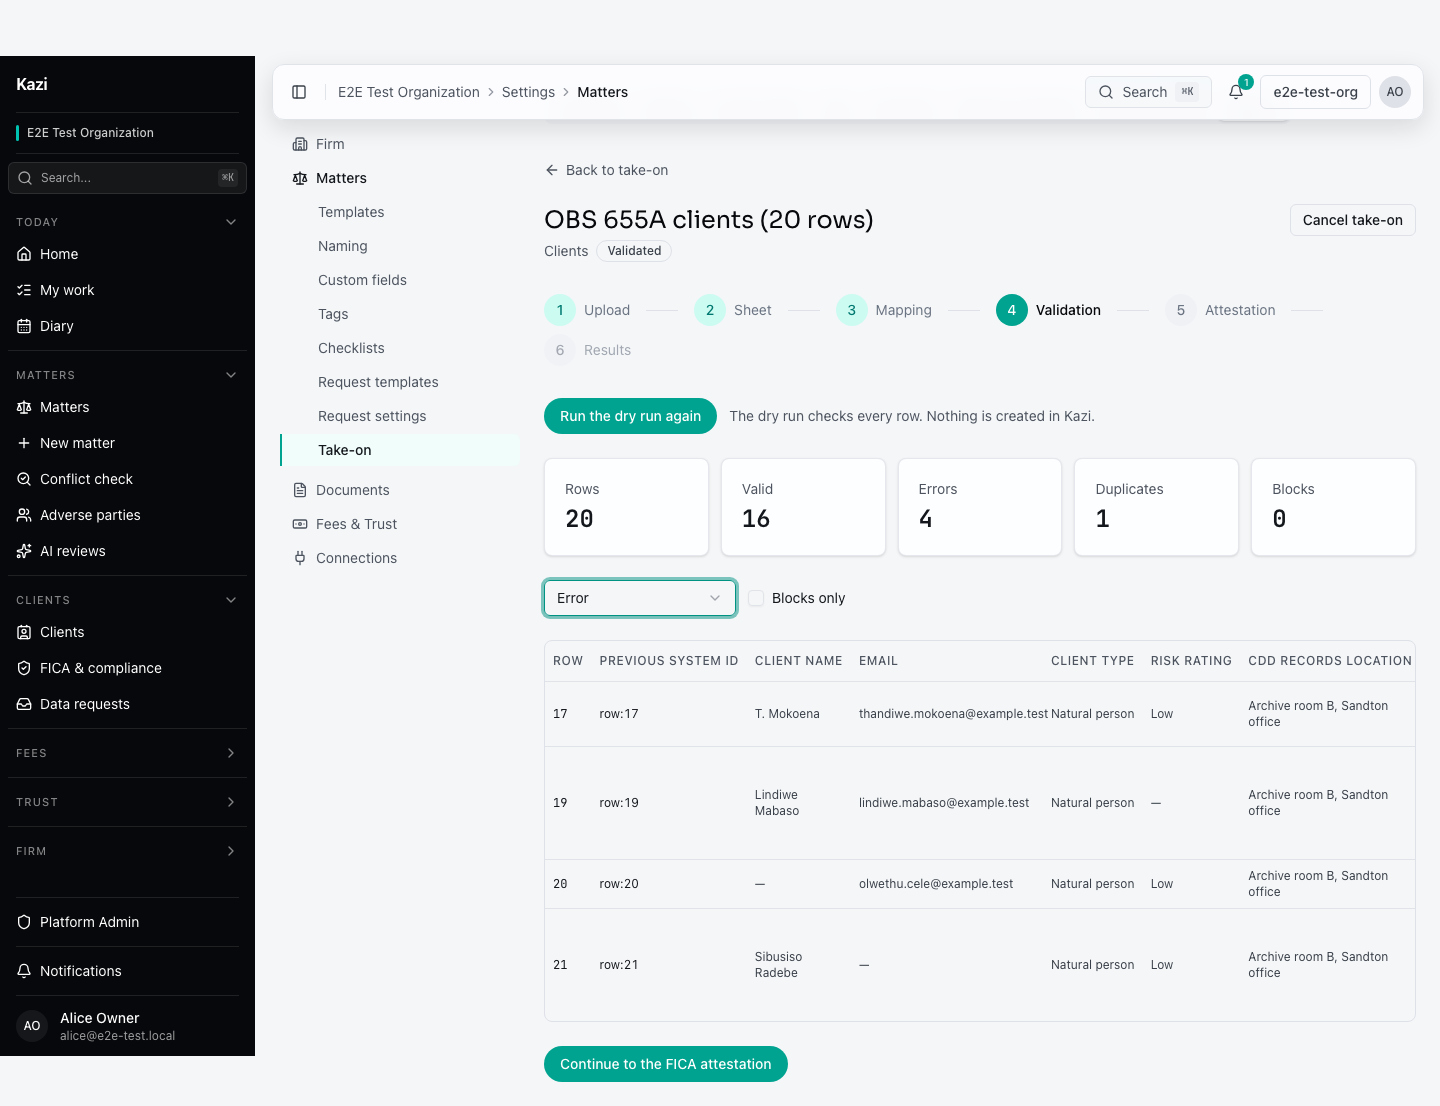 Kazi
E2E Test Organization
Search...
⌘K
TODAY
Home
My work
Diary
MATTERS
Matters
New matter
Conflict check
Adverse parties
AI reviews
CLIENTS
Clients
FICA & compliance
Data requests
FEES
TRUST
FIRM
Platform Admin
Notifications
AO
Alice Owner
alice@e2e-test.local
E2E Test Organization
Settings
Matters
Search
⌘K
1
e2e-test-org
AO
Firm
Matters
Templates
Naming
Custom fields
Tags
Checklists
Request templates
Request settings
Take-on
Documents
Fees & Trust
Connections
Back to take-on
OBS 655A clients (20 rows)
Cancel take-on
Clients
Validated
1 Upload
2 Sheet
3 Mapping
4 Validation
5 Attestation
6 Results
Run the dry run again
The dry run checks every row. Nothing is created in Kazi.
Rows
20
Valid
16
Errors
4
Duplicates
1
Blocks
0
Error
Blocks only
ROW PREVIOUS SYSTEM ID CLIENT NAME EMAIL CLIENT TYPE RISK RATING CDD RECORDS LOCATION
17 row:17 T. Mokoena thandiwe.mokoena@example.test Natural person Low Archive room B, Sandton
office
19 row:19 Lindiwe
Mabaso
lindiwe.mabaso@example.test Natural person — Archive room B, Sandton
office
20 row:20 — olwethu.cele@example.test Natural person Low Archive room B, Sandton
office
21 row:21 Sibusiso
Radebe
— Natural person Low Archive room B, Sandton
office
Continue to the FICA attestation